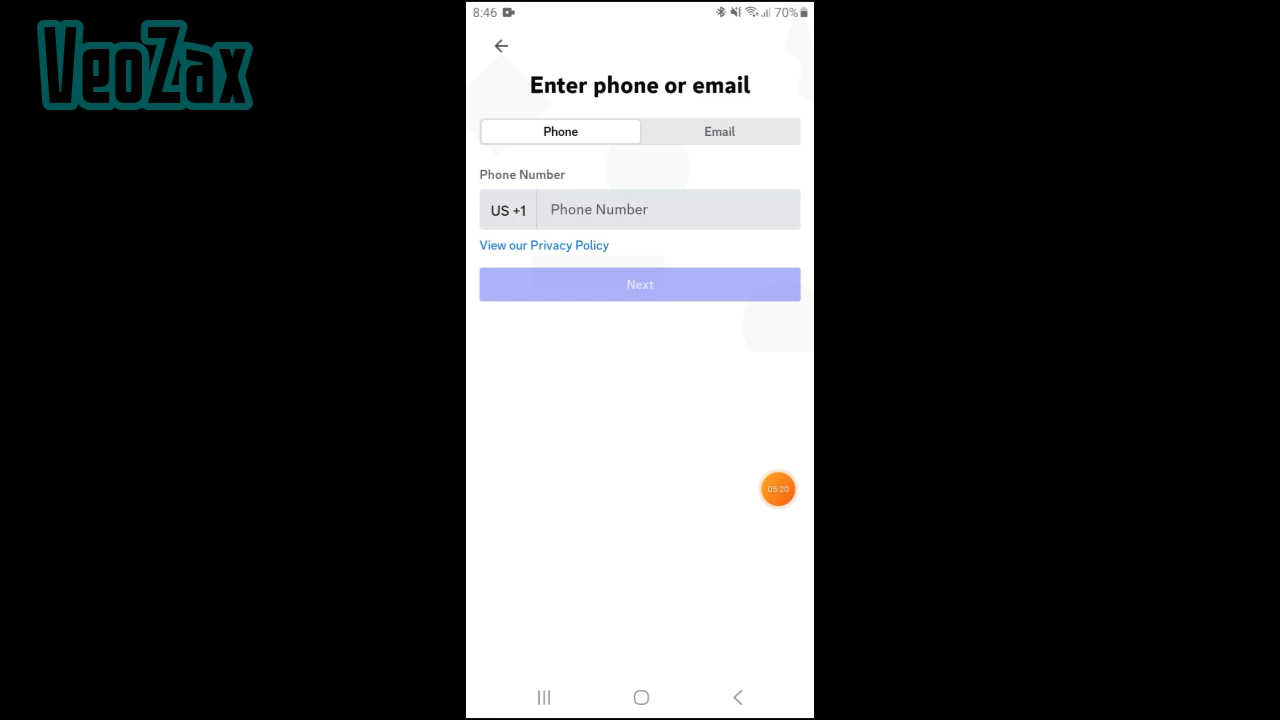 VeoZax
8:46 70%
Enter phone or email
Phone Email
Phone Number
US +1 Phone Number
View our Privacy Policy
Next
05:20